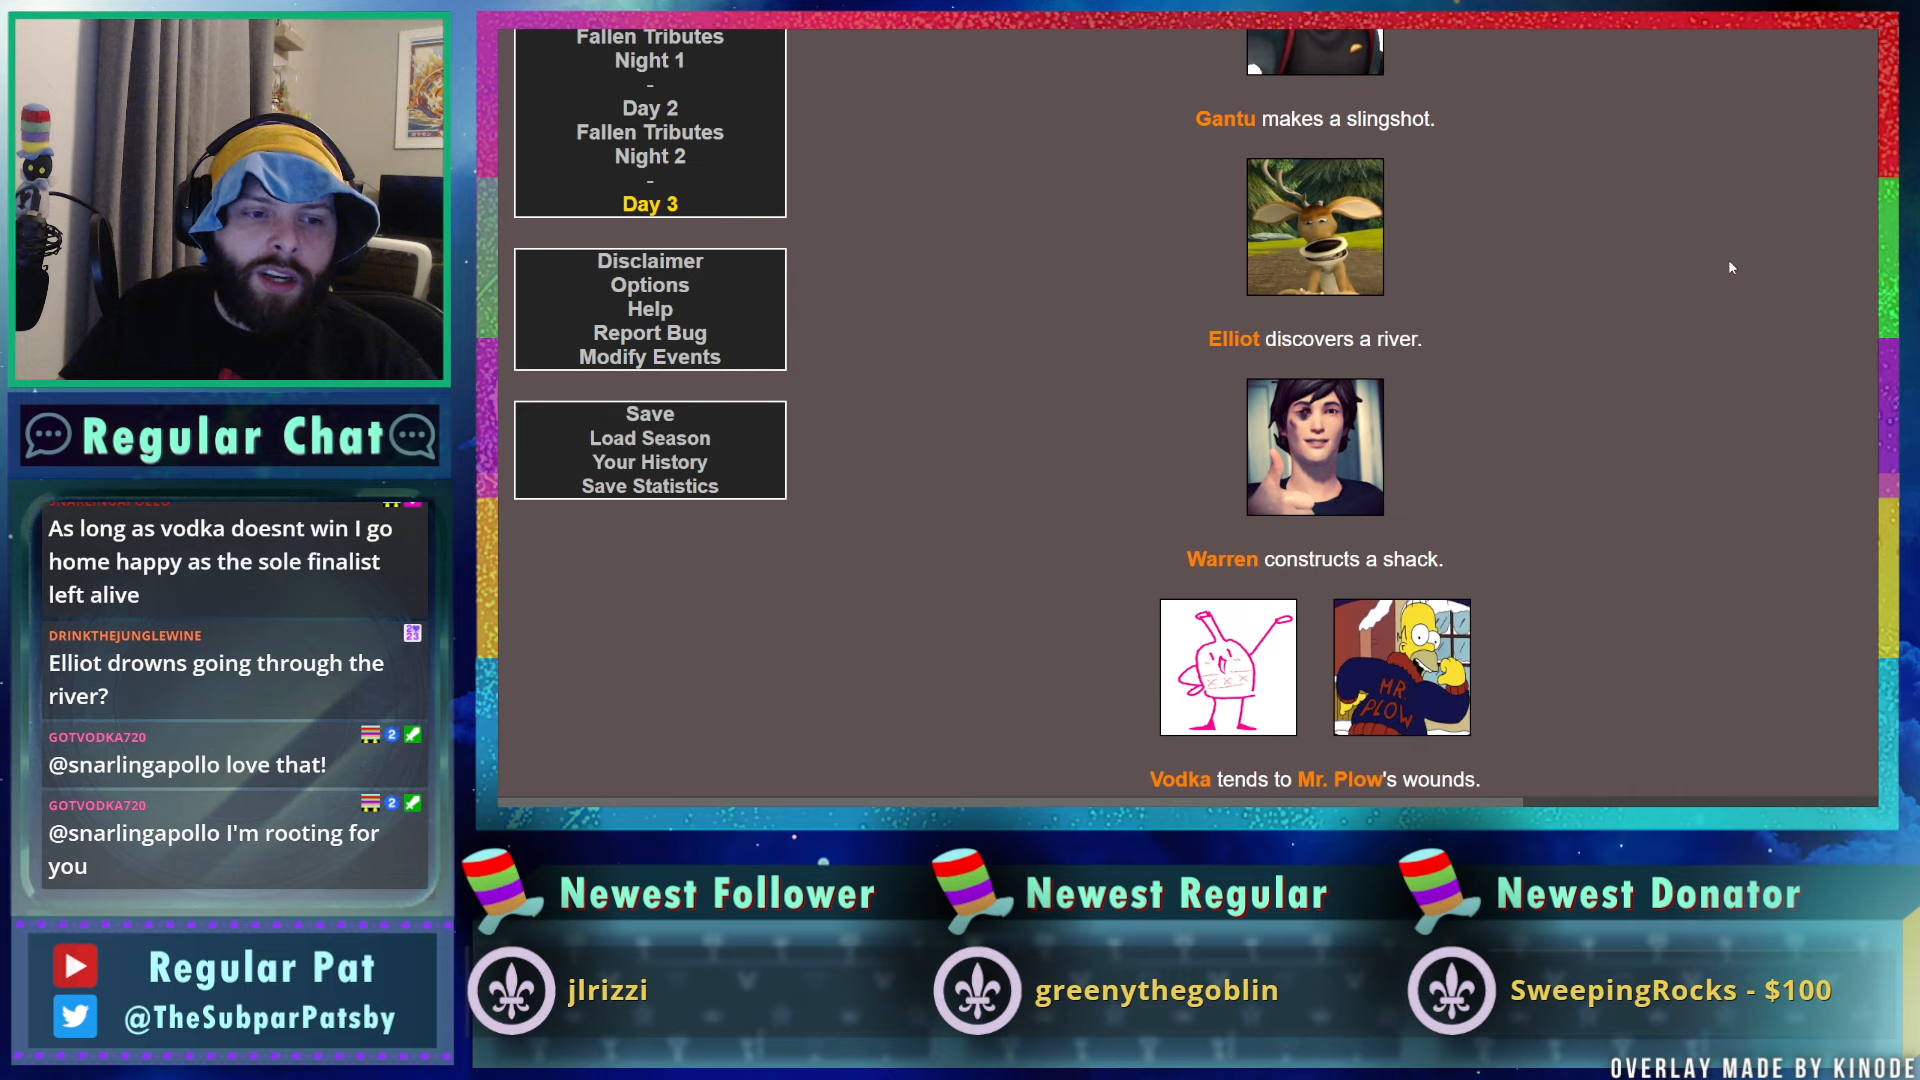 Fallen Tributes
Night 1
-
Day 2
Fallen Tributes
Night 2
-
Day 3
Disclaimer
Options
Help
Report Bug
Modify Events
Save
Load Season
Your History
Save Statistics
Gantu makes a slingshot.
Elliot discovers a river.
Warren constructs a shack.
MR.
PLOW
Vodka tends to Mr. Plow's wounds.
Regular Chat
SNARLINGAPOLLO
As long as vodka doesnt win I go
home happy as the sole finalist
left alive
DRINKTHEJUNGLEWINE
Elliot drowns going through the
river?
GOTVODKA720
2
@snarlingapollo love that!
GOTVODKA720
2
@snarlingapollo I'm rooting for
you
Regular Pat
@TheSubparPatsby
Newest Follower
jlrizzi
Newest Regular
greenythegoblin
Newest Donator
SweepingRocks - $100
OVERLAY MADE BY KINODE